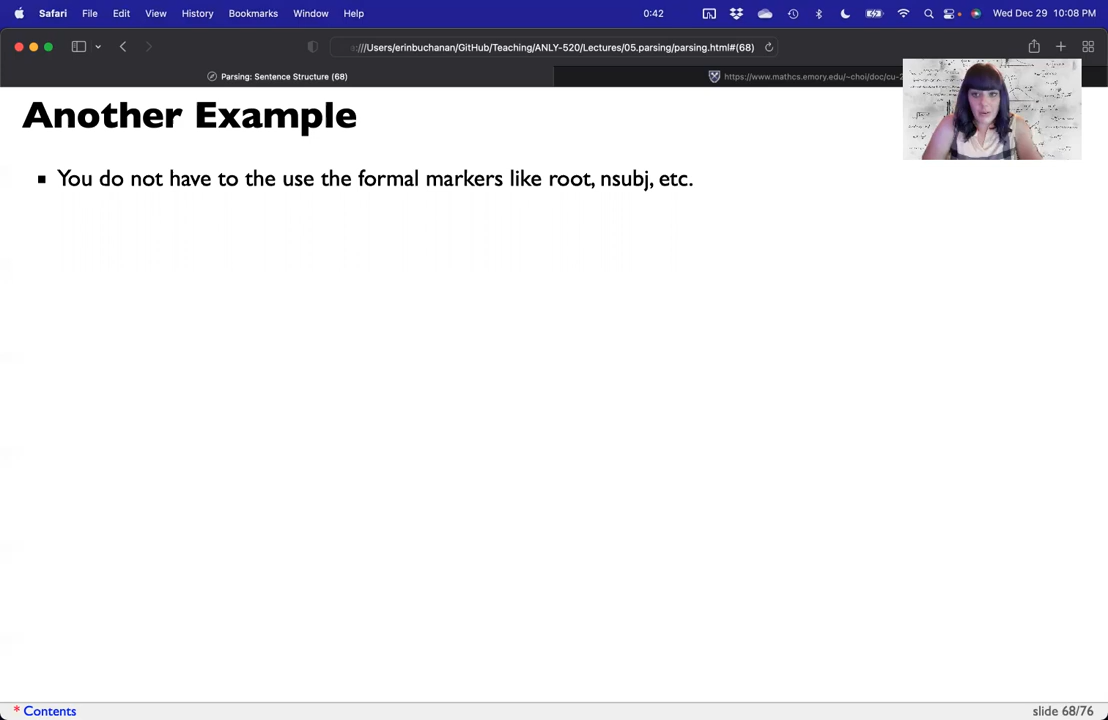 Safari File Edit View History Bookmarks Window Help 0:42 Wed Dec 29 10:08 PM
:///Users/erinbuchanan/GitHub/Teaching/ANLY-520/Lectures/05.parsing/parsing.html#(68)
Parsing: Sentence Structure (68) https://www.mathcs.emory.edu/~choi/doc/cu-2
Another Example
▪ You do not have to the use the formal markers like root, nsubj, etc.
* Contents slide 68/76